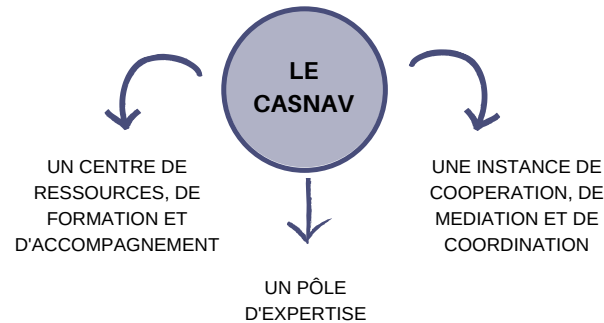 LE
CASNAV
UN CENTRE DE
RESSOURCES, DE
FORMATION ET
D'ACCOMPAGNEMENT
UN PÔLE
D'EXPERTISE
UNE INSTANCE DE
COOPERATION, DE
MEDIATION ET DE
COORDINATION